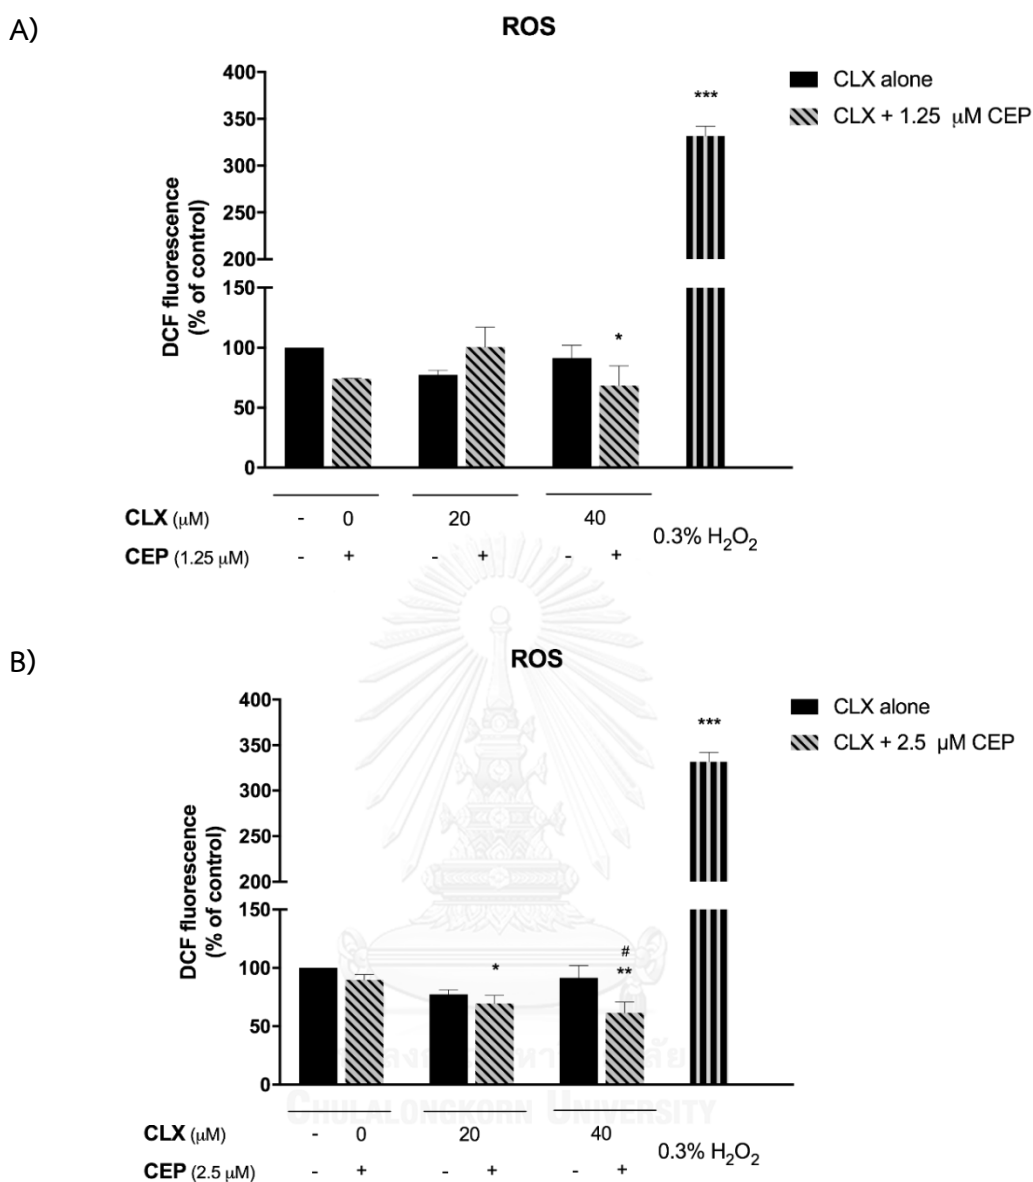 A)
ROS
400
350
300
250
200
150
100
50
0
DCF fluorescence
(% of control)
***
*
CLX alone
CLX + 1.25 μM CEP
CLX (μM) - 0 20 40
CEP (1.25 μM) - + - + - +
0.3% H₂O₂
B)
ROS
400
350
300
250
200
150
100
50
0
DCF fluorescence
(% of control)
***
*
#
**
CLX alone
CLX + 2.5 μM CEP
CLX (μM) - 0 20 40
CEP (2.5 μM) - + - + - +
0.3% H₂O₂
CHULALONGKORN UNIVERSITY